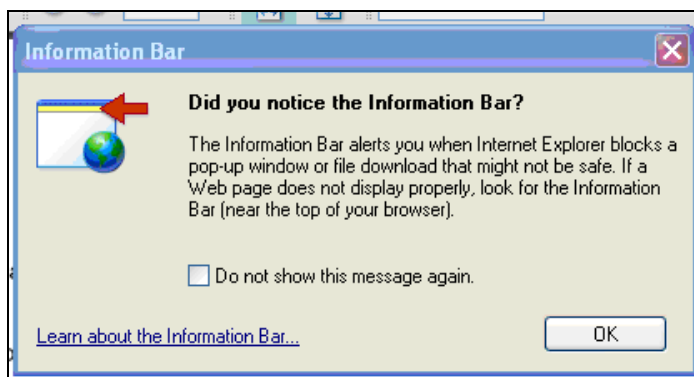 Information Bar
Did you notice the Information Bar?
The Information Bar alerts you when Internet Explorer blocks a
pop-up window or file download that might not be safe. If a
Web page does not display properly, look for the Information
Bar (near the top of your browser).
Do not show this message again.
Learn about the Information Bar...
OK